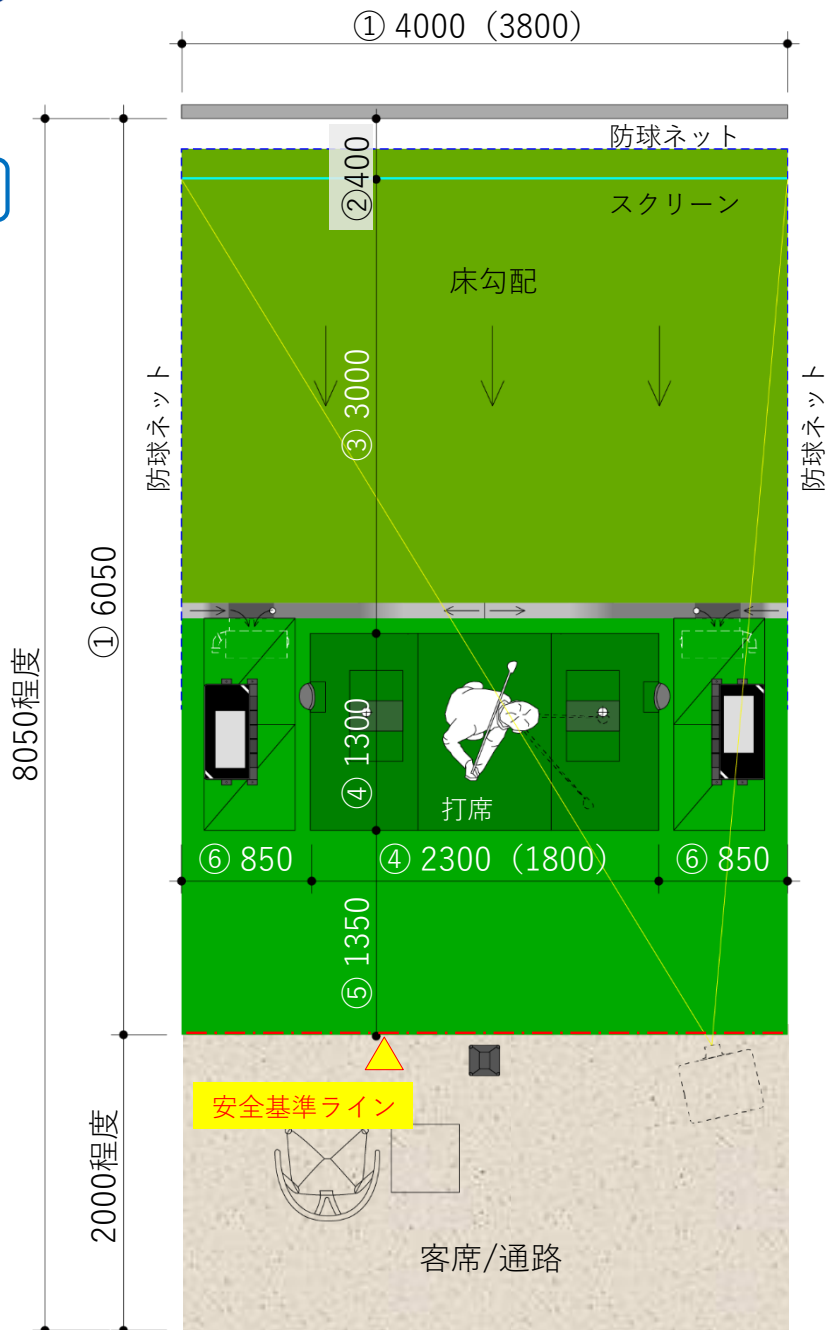 ① 4000（3800）
防球ネット
②400
スクリーン
床勾配
③ 3000
防球ネット
防球ネット
① 6050
8050程度
④ 1300
打席
⑥ 850
④ 2300（1800）
⑥ 850
⑤ 1350
安全基準ライン
2000程度
客席/通路